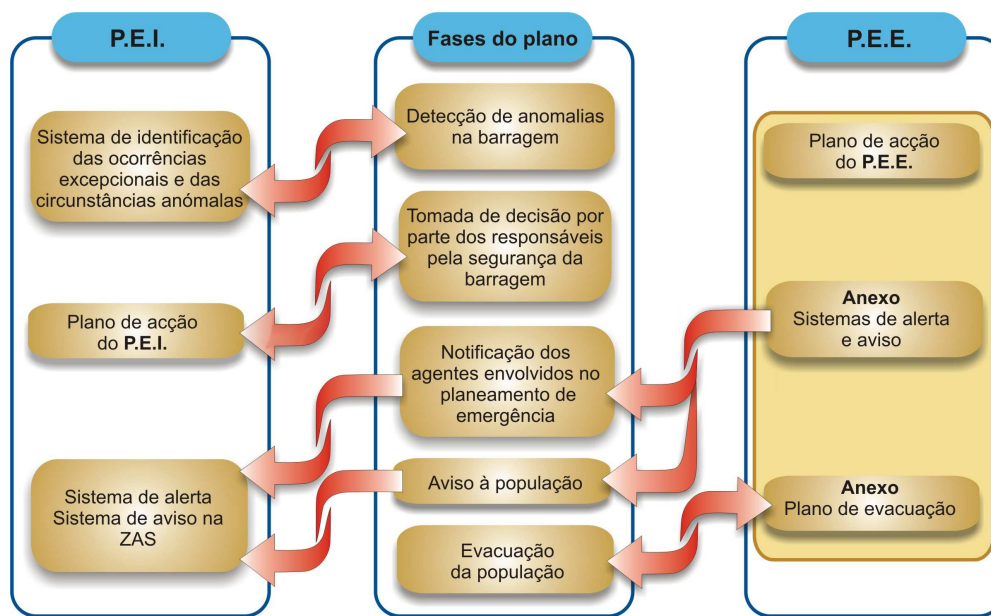 P.E.I.
Sistema de identificação
das ocorrências
excepcionais e das
circunstâncias anómalas
Plano de acção
do P.E.I.
Sistema de alerta
Sistema de aviso na
ZAS
Fases do plano
Detecção de anomalias
na barragem
Tomada de decisão por
parte dos responsáveis
pela segurança da
barragem
Notificação dos
agentes envolvidos no
planeamento de
emergência
Aviso à população
Evacuação
da população
P.E.E.
Plano de acção
do P.E.E.
Anexo
Sistemas de alerta
e aviso
Anexo
Plano de evacuação